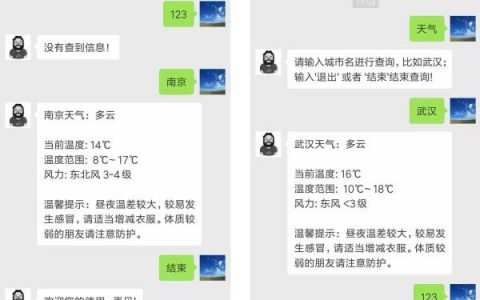 123
没有查到信息!
南京
南京天气：多云
当前温度: 14℃
温度范围: 8℃~ 17℃
风力: 东北风 3-4级
温馨提示：昼夜温差较大，较易发
生感冒，请适当增减衣服。体质较
弱的朋友请注意防护。
结束
17:53
天气
请输入城市名进行查询，比如武汉；
输入'退出' 或者 '结束'结束查询!
武汉
武汉天气：多云
当前温度: 16℃
温度范围: 10℃~ 18℃
风力: 东风 <3级
温馨提示：昼夜温差较大，较易发
生感冒，请适当增减衣服。体质较
弱的朋友请注意防护。
123